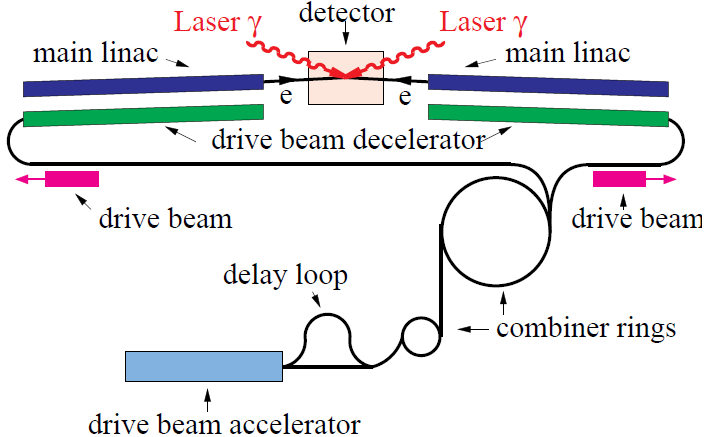 detector
Laser γ
Laser γ
main linac
main linac
e
e
drive beam decelerator
drive beam
drive beam
delay loop
combiner rings
drive beam accelerator